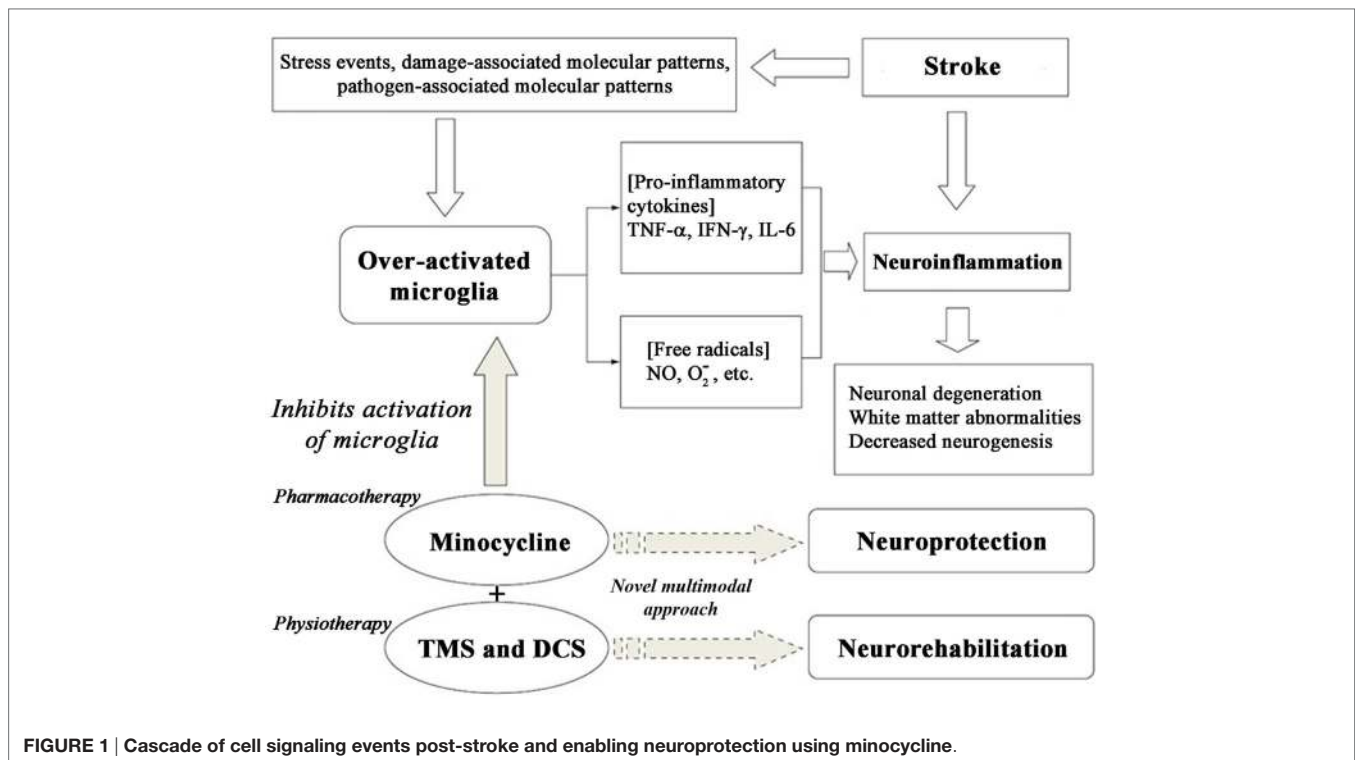 Stress events, damage-associated molecular patterns,
pathogen-associated molecular patterns
Stroke
[Pro-inflammatory
cytokines]
TNF-α, IFN-γ, IL-6
Over-activated
microglia
Neuroinflammation
[Free radicals]
NO, O₂⁻, etc.
Neuronal degeneration
White matter abnormalities
Decreased neurogenesis
Inhibits activation
of microglia
Pharmacotherapy
Minocycline
Neuroprotection
+
Novel multimodal
approach
Physiotherapy
TMS and DCS
Neurorehabilitation
FIGURE 1 | Cascade of cell signaling events post-stroke and enabling neuroprotection using minocycline.